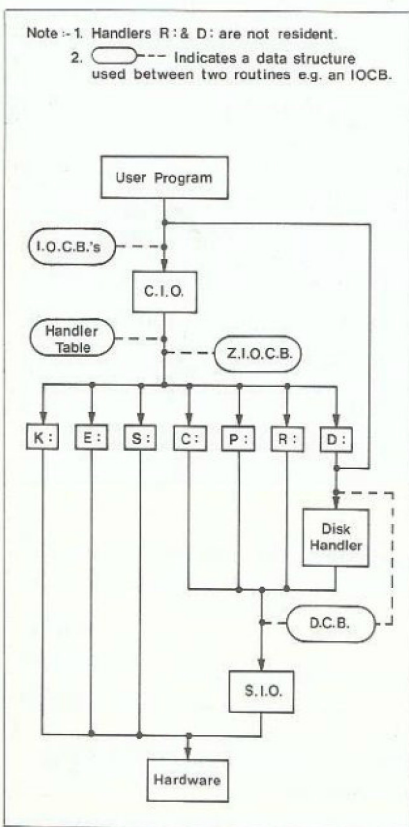 Note :- 1. Handlers R: & D: are not resident.
2. --- Indicates a data structure
used between two routines e.g. an IOCB.
User Program
I.O.C.B.'s
C.I.O.
Handler
Table
Z.I.O.C.B.
K: E: S: C: P: R: D:
Disk
Handler
D.C.B.
S.I.O.
Hardware